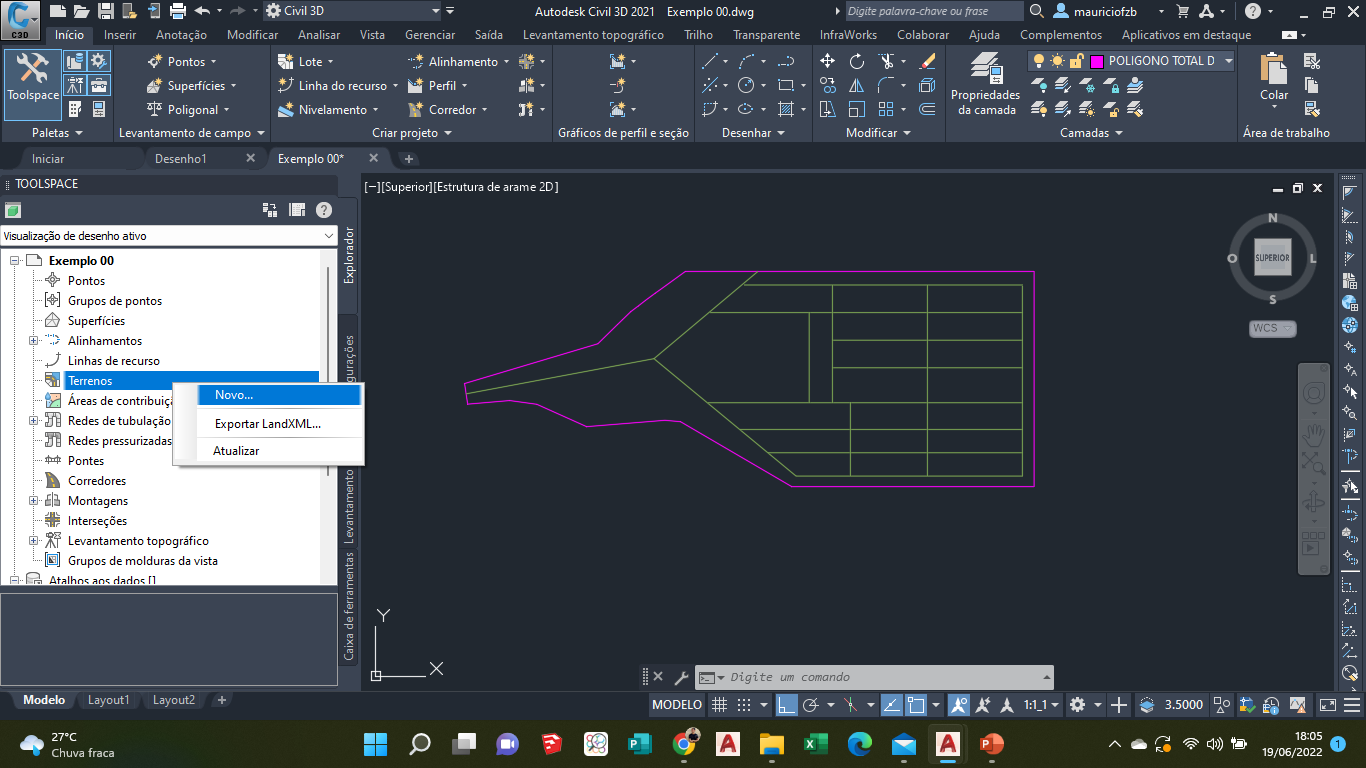 C3D
Civil 3D
Autodesk Civil 3D 2021 Exemplo 00.dwg
Digite palavra-chave ou frase
mauriciofzb
Início Inserir Anotação Modificar Analisar Vista Gerenciar Saída Levantamento topográfico Trilho Transparente InfraWorks Colaborar Ajuda Complementos Aplicativos em destaque
Toolspace
Paletas
Pontos
Superfícies
Poligonal
Levantamento de campo
Lote
Linha do recurso
Nivelamento
Alinhamento
Perfil
Corredor
Criar projeto
Gráficos de perfil e seção
Desenhar
Modificar
Propriedades
da camada
POLIGONO TOTAL D
Camadas
Colar
Área de trabalho
Iniciar
Desenho1
Exemplo 00*
TOOLSPACE
Visualização de desenho ativo
Exemplo 00
Pontos
Grupos de pontos
Superfícies
Alinhamentos
Linhas de recurso
Terrenos
Áreas de contribuiçã
Redes de tubulação
Redes pressurizadas
Pontes
Corredores
Montagens
Interseções
Levantamento topográfico
Grupos de molduras da vista
Atalhos aos dados []
Novo...
Exportar LandXML...
Atualizar
Explorador
gurações
Levantamento
Caixa de ferramentas
[−][Superior][Estrutura de arame 2D]
N
O
SUPERIOR
L
S
WCS
Y
X
Digite um comando
Modelo Layout1 Layout2
MODELO
1:1_1
3.5000
27°C
Chuva fraca
18:05
19/06/2022
1